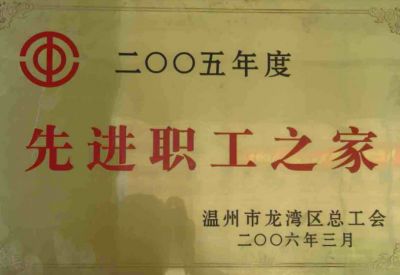 二〇〇五年度
先进职工之家
温州市龙湾区总工会
二〇〇六年三月